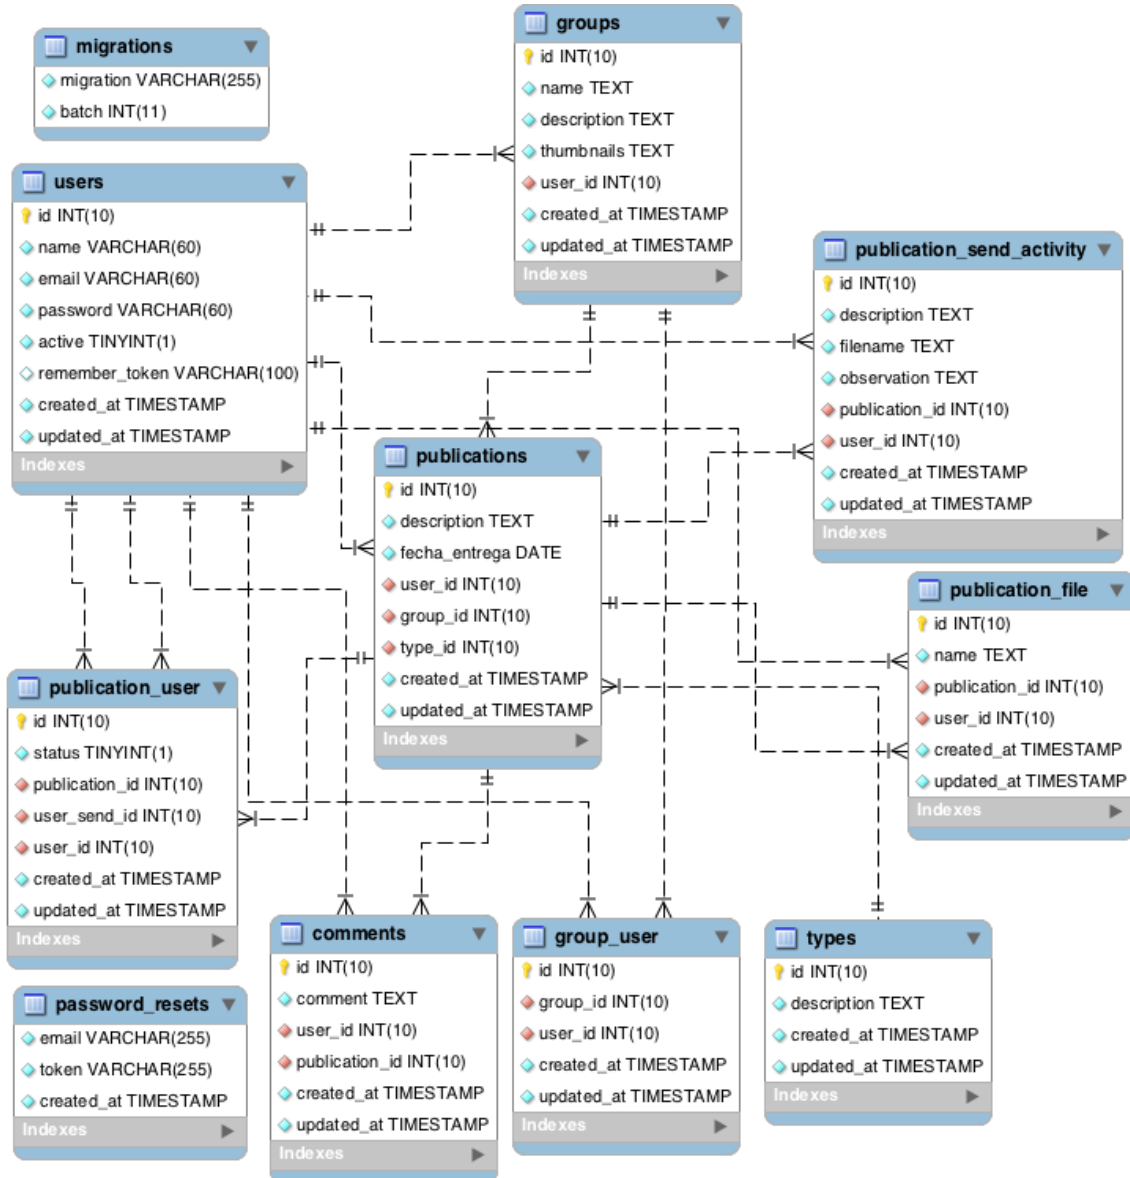 migrations
migration VARCHAR(255)
batch INT(11)
groups
id INT(10)
name TEXT
description TEXT
thumbnails TEXT
user_id INT(10)
created_at TIMESTAMP
updated_at TIMESTAMP
Indexes
users
id INT(10)
name VARCHAR(60)
email VARCHAR(60)
password VARCHAR(60)
active TINYINT(1)
remember_token VARCHAR(100)
created_at TIMESTAMP
updated_at TIMESTAMP
Indexes
publication_send_activity
id INT(10)
description TEXT
filename TEXT
observation TEXT
publication_id INT(10)
user_id INT(10)
created_at TIMESTAMP
updated_at TIMESTAMP
Indexes
publications
id INT(10)
description TEXT
fecha_entrega DATE
user_id INT(10)
group_id INT(10)
type_id INT(10)
created_at TIMESTAMP
updated_at TIMESTAMP
Indexes
publication_file
id INT(10)
name TEXT
publication_id INT(10)
user_id INT(10)
created_at TIMESTAMP
updated_at TIMESTAMP
Indexes
publication_user
id INT(10)
status TINYINT(1)
publication_id INT(10)
user_send_id INT(10)
user_id INT(10)
created_at TIMESTAMP
updated_at TIMESTAMP
Indexes
comments
id INT(10)
comment TEXT
user_id INT(10)
publication_id INT(10)
created_at TIMESTAMP
updated_at TIMESTAMP
Indexes
group_user
id INT(10)
group_id INT(10)
user_id INT(10)
created_at TIMESTAMP
updated_at TIMESTAMP
Indexes
types
id INT(10)
description TEXT
created_at TIMESTAMP
updated_at TIMESTAMP
Indexes
password_resets
email VARCHAR(255)
token VARCHAR(255)
created_at TIMESTAMP
Indexes